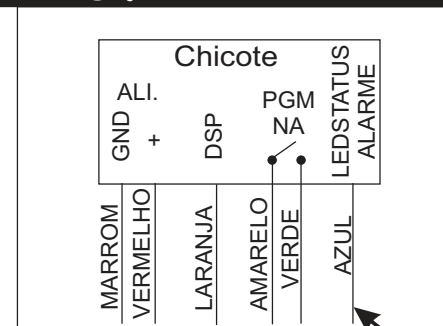 Chicote
ALI.
GND
+
DSP
PGM
NA
LEDSTATUS
ALARME
MARROM
VERMELHO
LARANJA
AMARELO
VERDE
AZUL